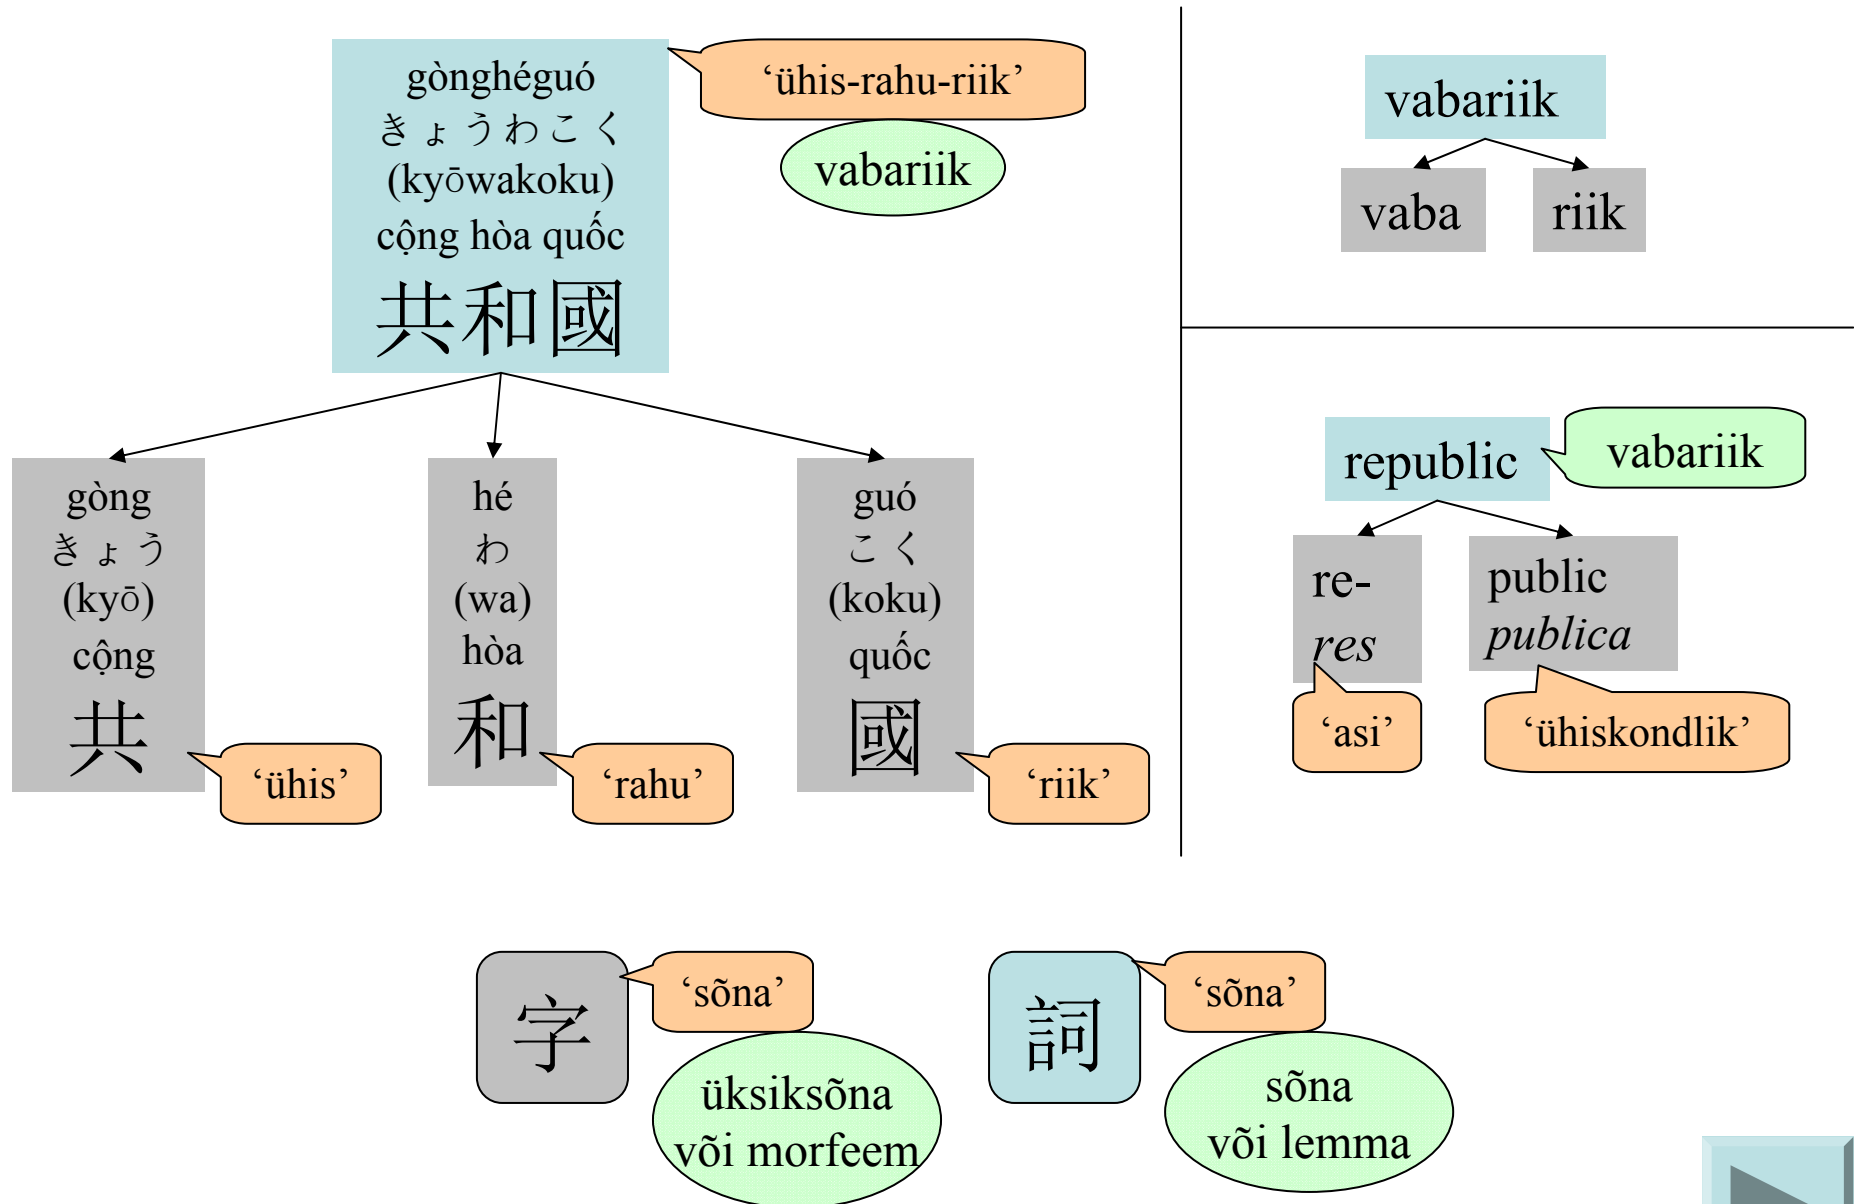 gònghéguó
きょうわこく
(kyōwakoku)
cộng hòa quốc
共和國
‘ühis-rahu-riik’
vabariik
gòng
きょう
(kyō)
cộng
共
‘ühis’
hé
わ
(wa)
hòa
和
‘rahu’
guó
こく
(koku)
quốc
國
‘riik’
vabariik
vaba
riik
republic
vabariik
re-
res
‘asi’
public
publica
‘ühiskondlik’
字
‘sõna’
üksiksõna
või morfeem
詞
‘sõna’
sõna
või lemma